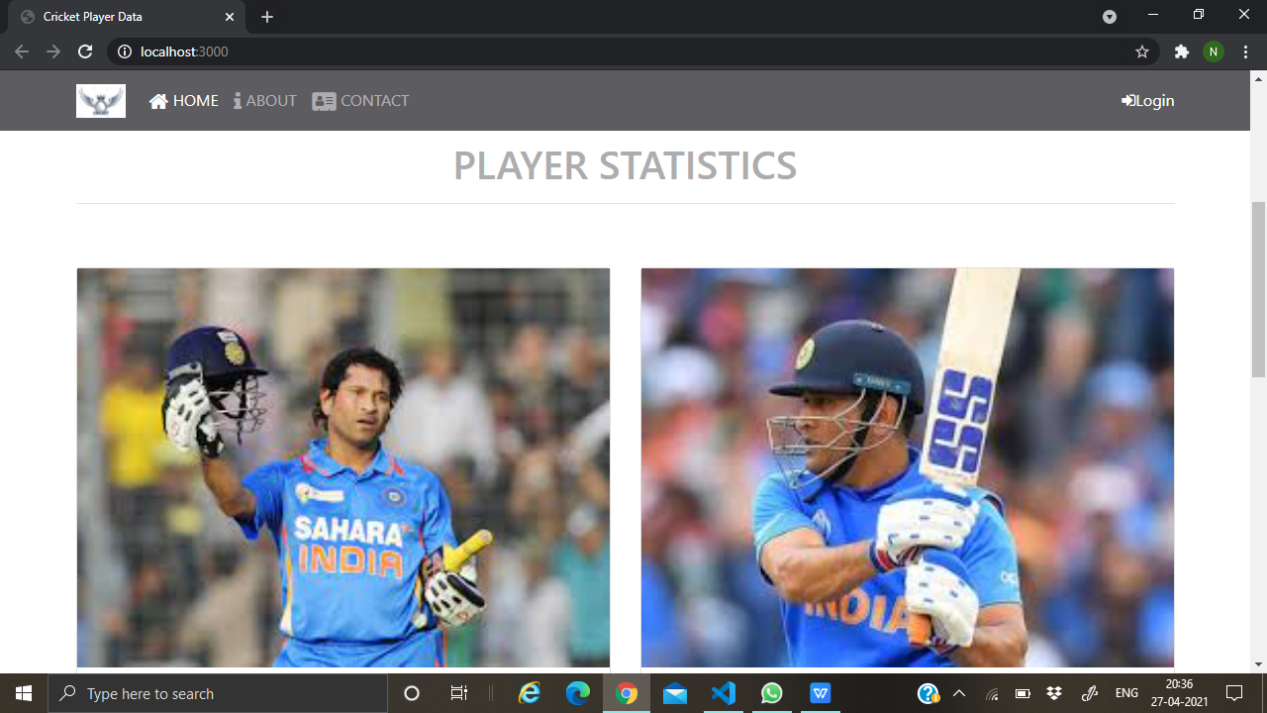 Cricket Player Data
localhost:3000
HOME ABOUT CONTACT
Login
PLAYER STATISTICS
SAHARA
INDIA
SS
INDIA
Type here to search
ENG
20:36
27-04-2021
N
W